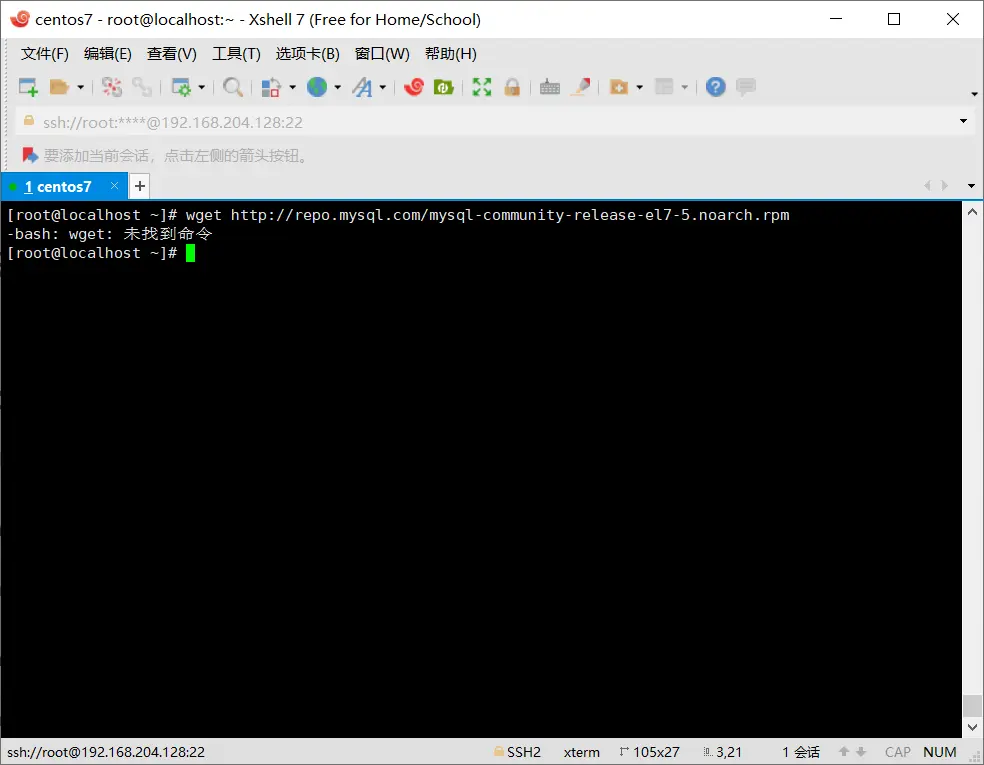 centos7 - root@localhost:~ - Xshell 7 (Free for Home/School)
文件(F) 编辑(E) 查看(V) 工具(T) 选项卡(B) 窗口(W) 帮助(H)
ssh://root:****@192.168.204.128:22
要添加当前会话，点击左侧的箭头按钮。
1 centos7
[root@localhost ~]# wget http://repo.mysql.com/mysql-community-release-el7-5.noarch.rpm
-bash: wget: 未找到命令
[root@localhost ~]#
ssh://root@192.168.204.128:22 SSH2 xterm 105x27 3,21 1 会话 CAP NUM